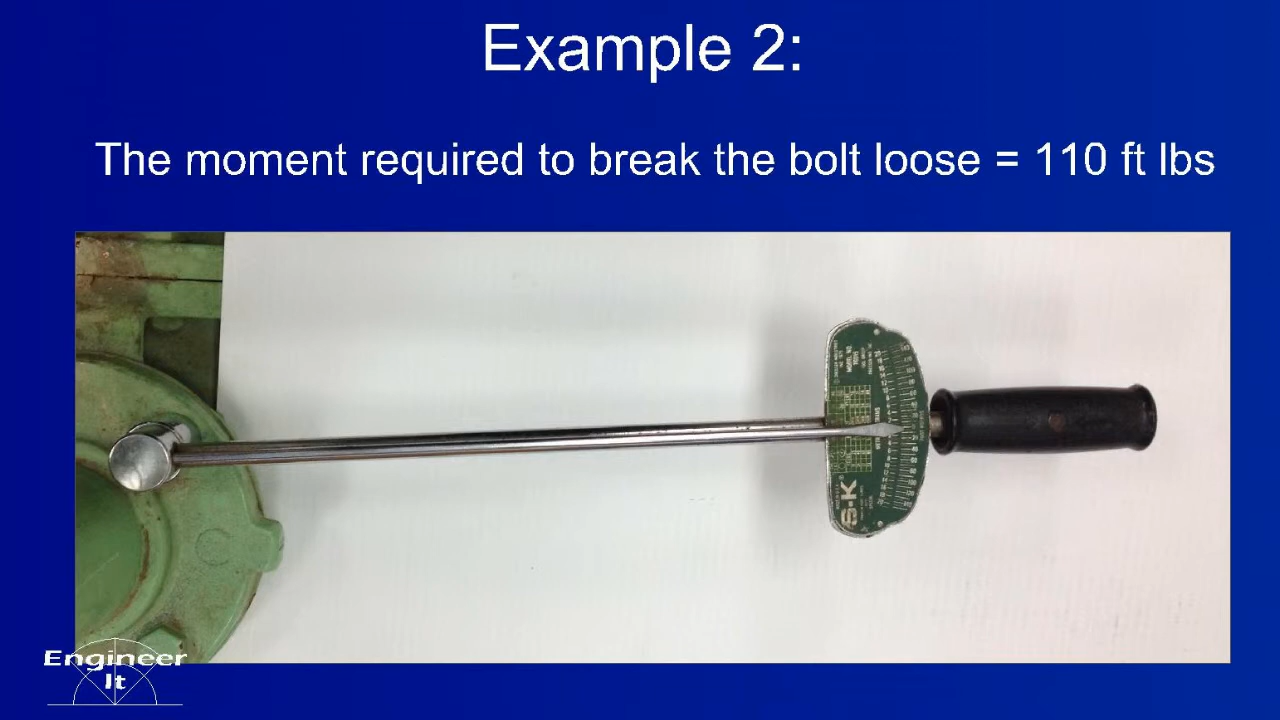 Example 2:
The moment required to break the bolt loose = 110 ft lbs
S-K
Engineer
It